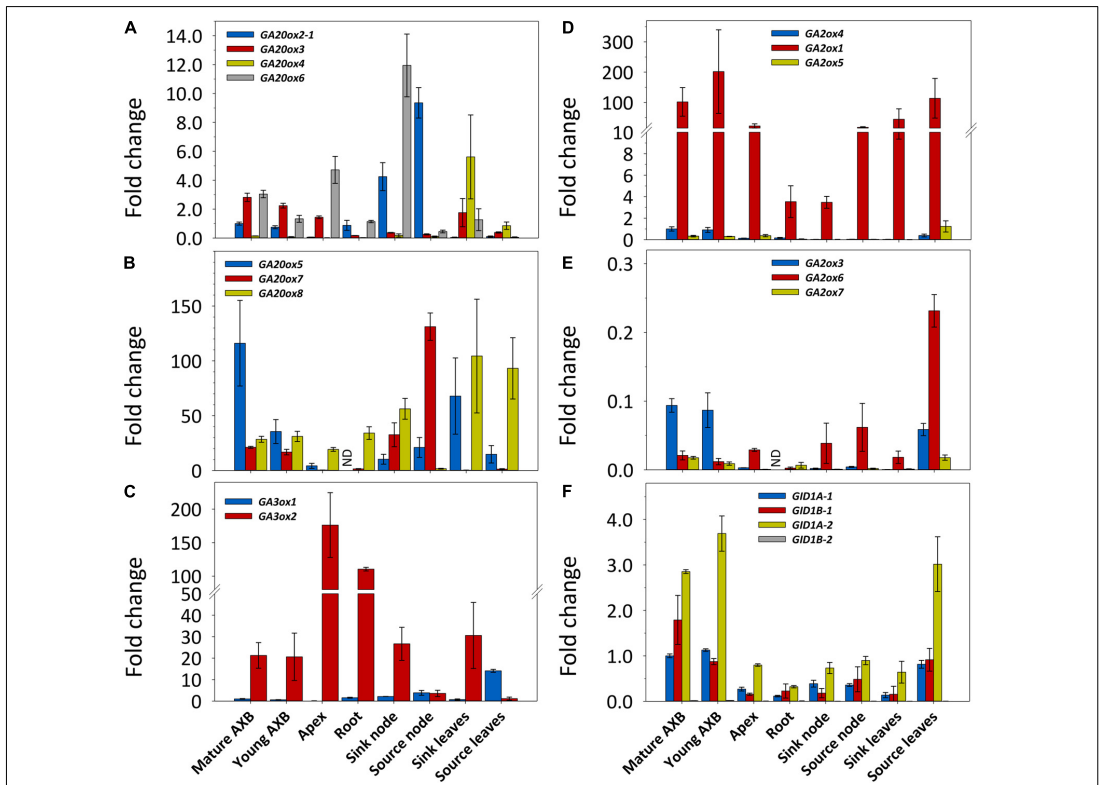 A
GA20ox2-1
GA20ox3
GA20ox4
GA20ox6
14.0
12.0
10.0
8.0
6.0
4.0
2.0
0.0
Fold change
B
GA20ox5
GA20ox7
GA20ox8
150
100
50
0
Fold change
ND
C
GA3ox1
GA3ox2
200
150
100
50
40
30
20
10
0
Fold change
Mature AXB
Young AXB
Apex
Root
Sink node
Source node
Sink leaves
Source leaves
D
GA2ox4
GA2ox1
GA2ox5
300
200
100
10
8
6
4
2
0
Fold change
E
GA2ox3
GA2ox6
GA2ox7
0.3
0.2
0.1
0.0
Fold change
ND
F
GID1A-1
GID1B-1
GID1A-2
GID1B-2
4.0
3.0
2.0
1.0
0.0
Fold change
Mature AXB
Young AXB
Apex
Root
Sink node
Source node
Sink leaves
Source leaves